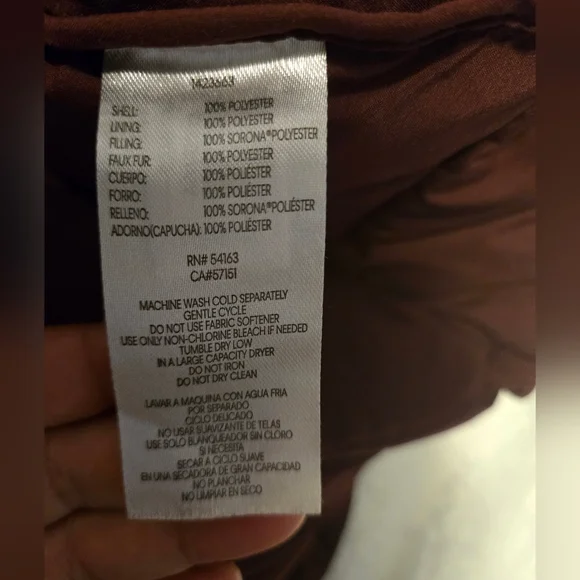 1423663
SHELL: 100% POLYESTER
LINING: 100% POLYESTER
FILLING: 100% SORONA®POLYESTER
FAUX FUR: 100% POLYESTER
CUERPO: 100% POLIÉSTER
FORRO: 100% POLIÉSTER
RELLENO: 100% SORONA®POLIÉSTER
ADORNO(CAPUCHA): 100% POLIÉSTER
RN# 54163
CA#57151
MACHINE WASH COLD SEPARATELY
GENTLE CYCLE
DO NOT USE FABRIC SOFTENER
USE ONLY NON-CHLORINE BLEACH IF NEEDED
TUMBLE DRY LOW
IN A LARGE CAPACITY DRYER
DO NOT IRON
DO NOT DRY CLEAN
LAVAR A MAQUINA CON AGUA FRIA
POR SEPARADO
CICLO DELICADO
NO USAR SUAVIZANTE DE TELAS
USE SOLO BLANQUEADOR SIN CLORO
SI NECESITA
SECAR A CICLO SUAVE
EN UNA SECADORA DE GRAN CAPACIDAD
NO PLANCHAR
NO LIMPIAR EN SECO